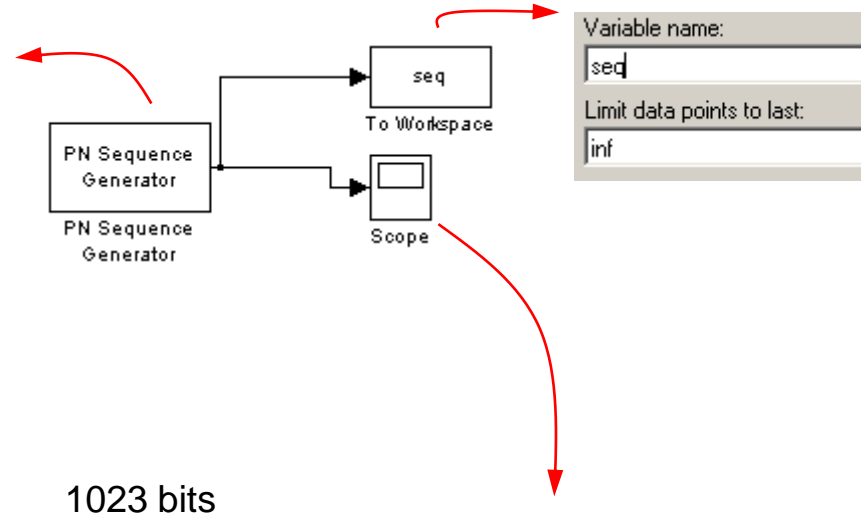 seq
To Workspace
PN Sequence
Generator
PN Sequence
Generator
Scope
Variable name:
seq
Limit data points to last:
inf
1023 bits